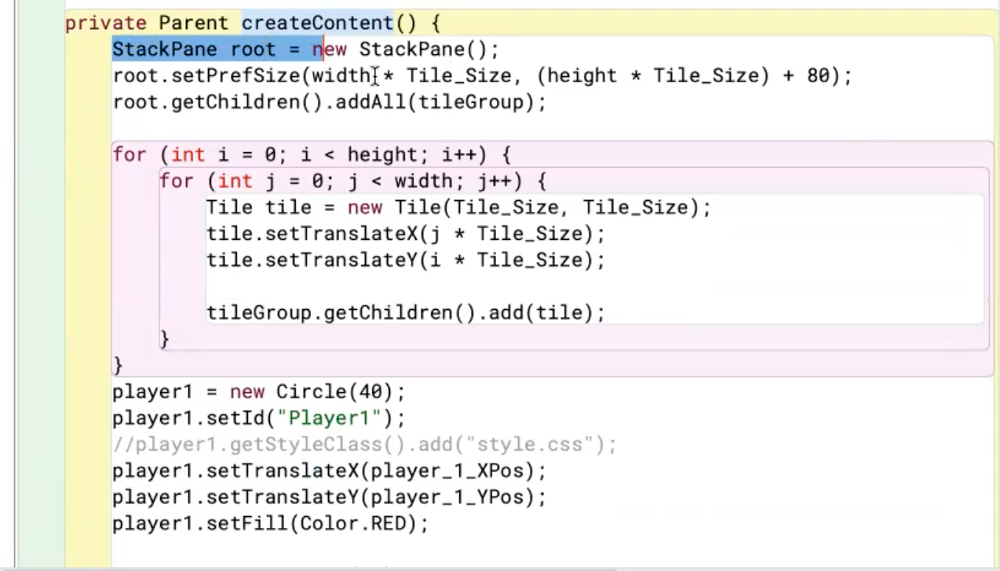 private Parent createContent() {
StackPane root = new StackPane();
root.setPrefSize(width * Tile_Size, (height * Tile_Size) + 80);
root.getChildren().addAll(tileGroup);
for (int i = 0; i < height; i++) {
for (int j = 0; j < width; j++) {
Tile tile = new Tile(Tile_Size, Tile_Size);
tile.setTranslateX(j * Tile_Size);
tile.setTranslateY(i * Tile_Size);
tileGroup.getChildren().add(tile);
}
}
player1 = new Circle(40);
player1.setId("Player1");
//player1.getStyleClass().add("style.css");
player1.setTranslateX(player_1_XPos);
player1.setTranslateY(player_1_YPos);
player1.setFill(Color.RED);